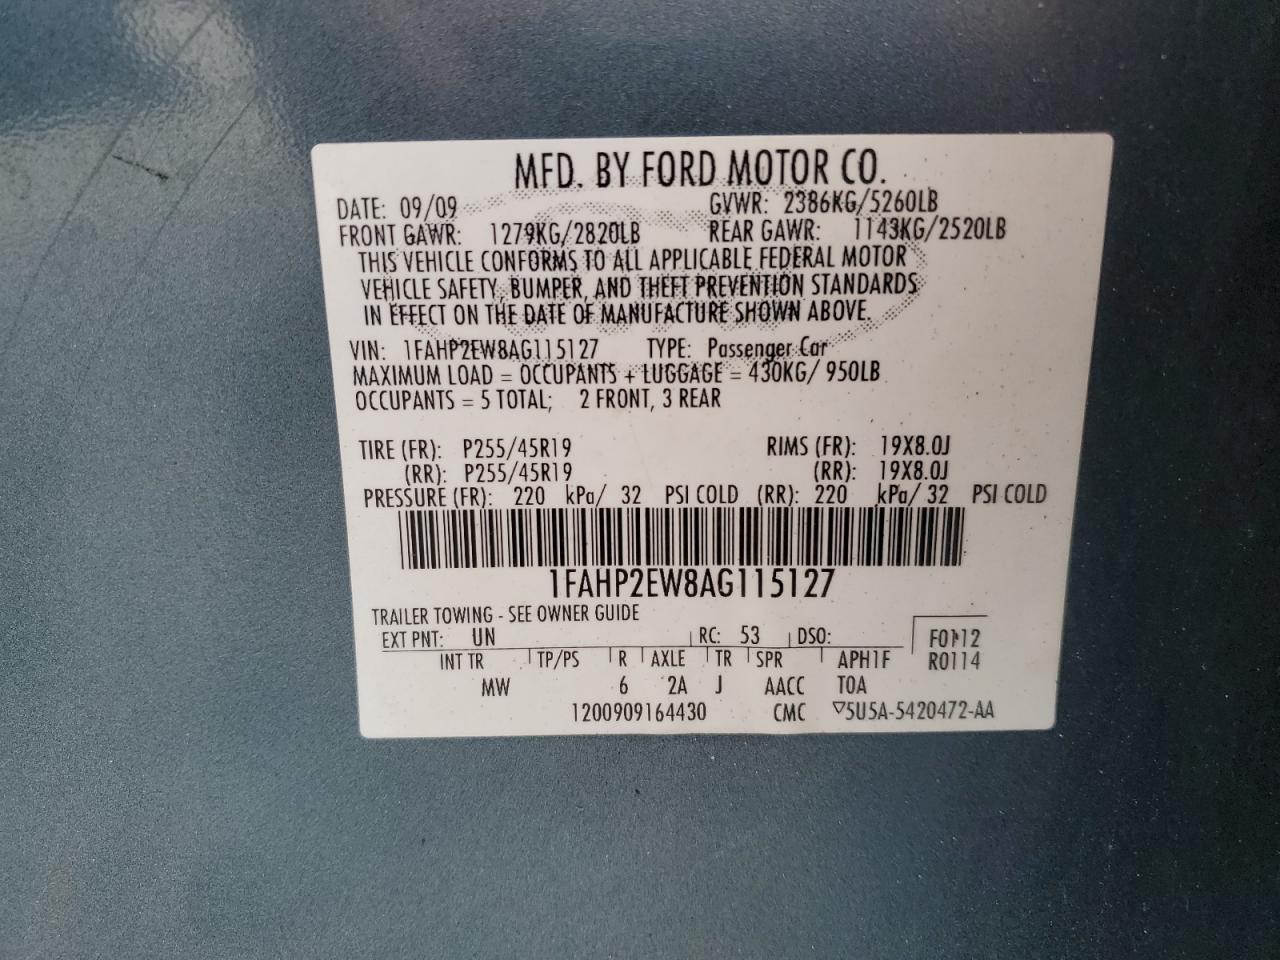 MFD. BY FORD MOTOR CO.
DATE: 09/09 GVWR: 2386KG/5260LB
FRONT GAWR: 1279KG/2820LB REAR GAWR: 1143KG/2520LB
THIS VEHICLE CONFORMS TO ALL APPLICABLE FEDERAL MOTOR
VEHICLE SAFETY, BUMPER, AND THEFT PREVENTION STANDARDS
IN EFFECT ON THE DATE OF MANUFACTURE SHOWN ABOVE.
VIN: 1FAHP2EW8AG115127 TYPE: Passenger Car
MAXIMUM LOAD = OCCUPANTS + LUGGAGE = 430KG/ 950LB
OCCUPANTS = 5 TOTAL; 2 FRONT, 3 REAR
TIRE (FR): P255/45R19 RIMS (FR): 19X8.0J
(RR): P255/45R19 (RR): 19X8.0J
PRESSURE (FR): 220 kPa/ 32 PSI COLD (RR): 220 kPa/ 32 PSI COLD
1FAHP2EW8AG115127
TRAILER TOWING - SEE OWNER GUIDE
EXT PNT: UN RC: 53 DSO: F0112
INT TR TP/PS R AXLE TR SPR APH1F R0114
MW 6 2A J AACC TOA
1200909164430 CMC ▽5U5A-5420472-AA